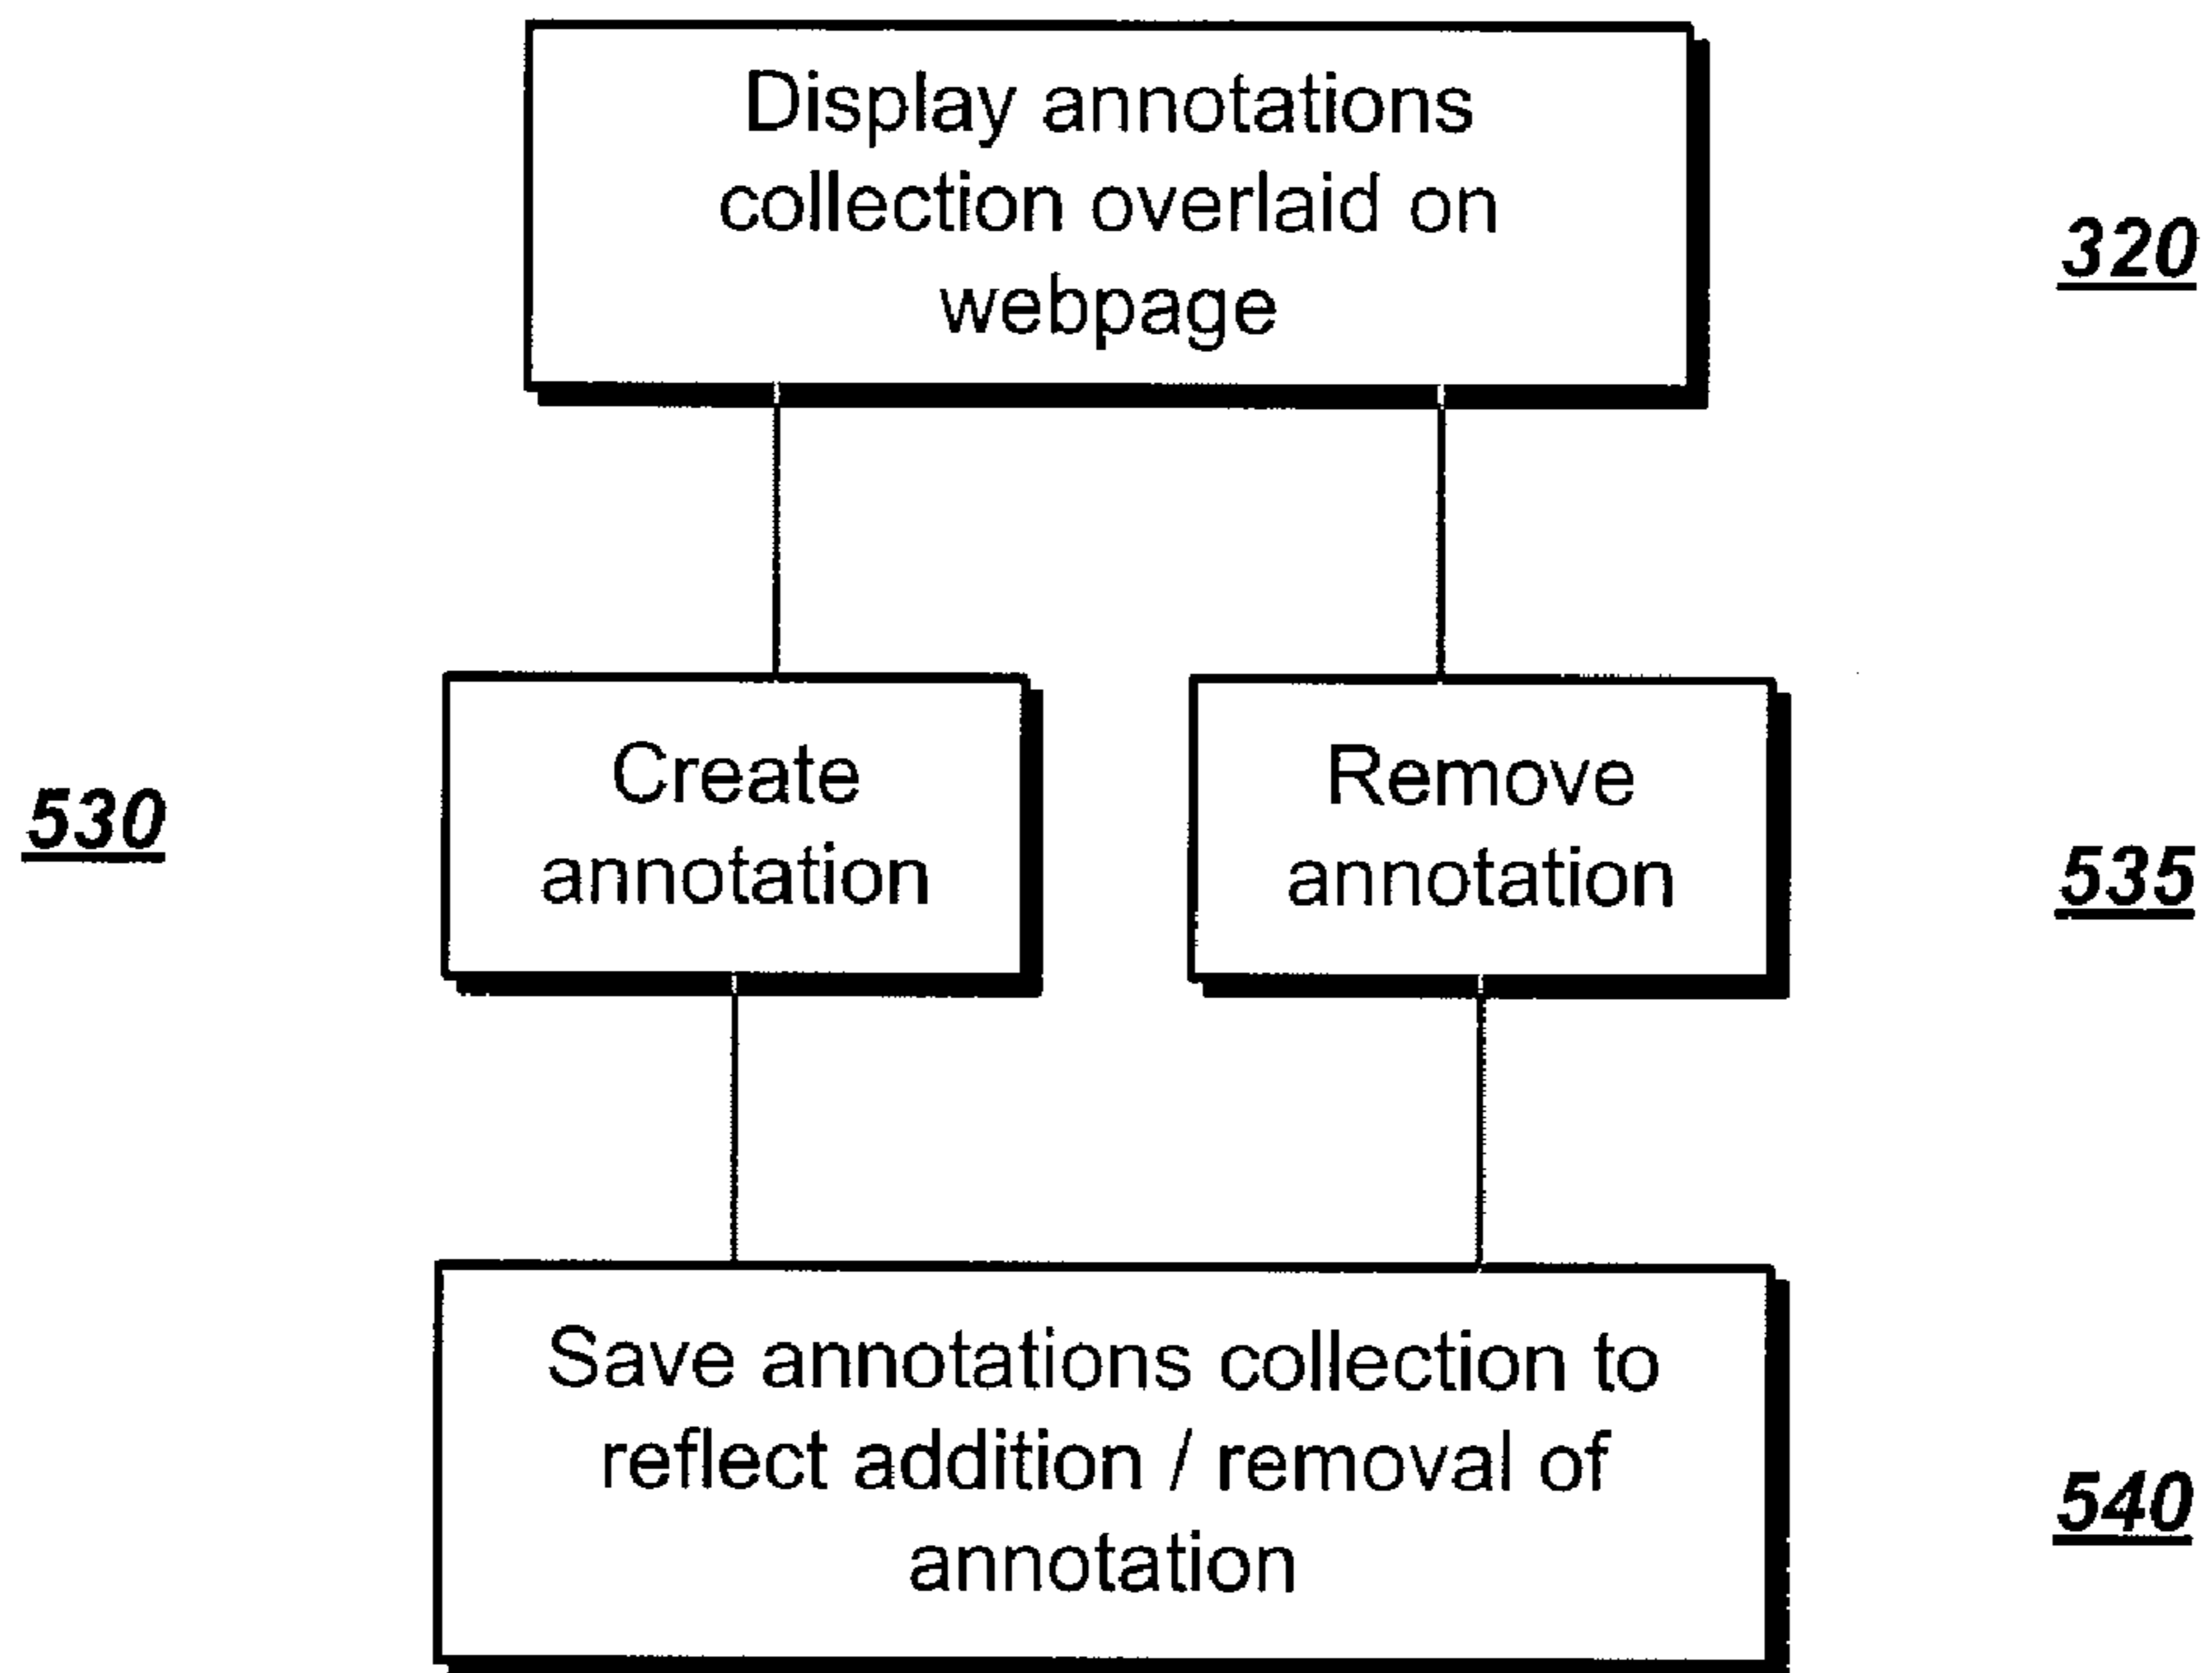 Display annotations
collection overlaid on
webpage
320
530
Create
annotation
Remove
annotation
535
Save annotations collection to
reflect addition / removal of
annotation
540